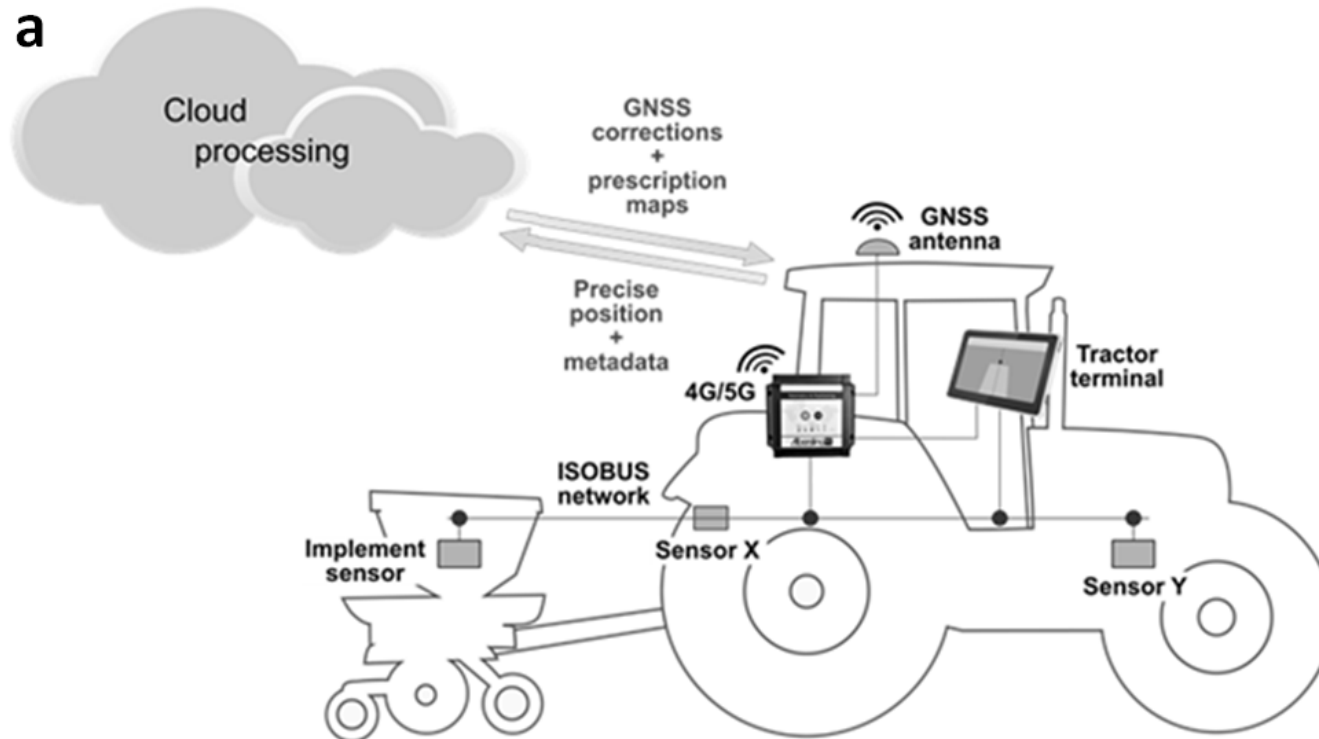 a
Cloud
processing
GNSS
corrections
+
prescription
maps
GNSS
antenna
Precise
position
+
metadata
4G/5G
Tractor
terminal
ISOBUS
network
Implement
sensor
Sensor X
Sensor Y